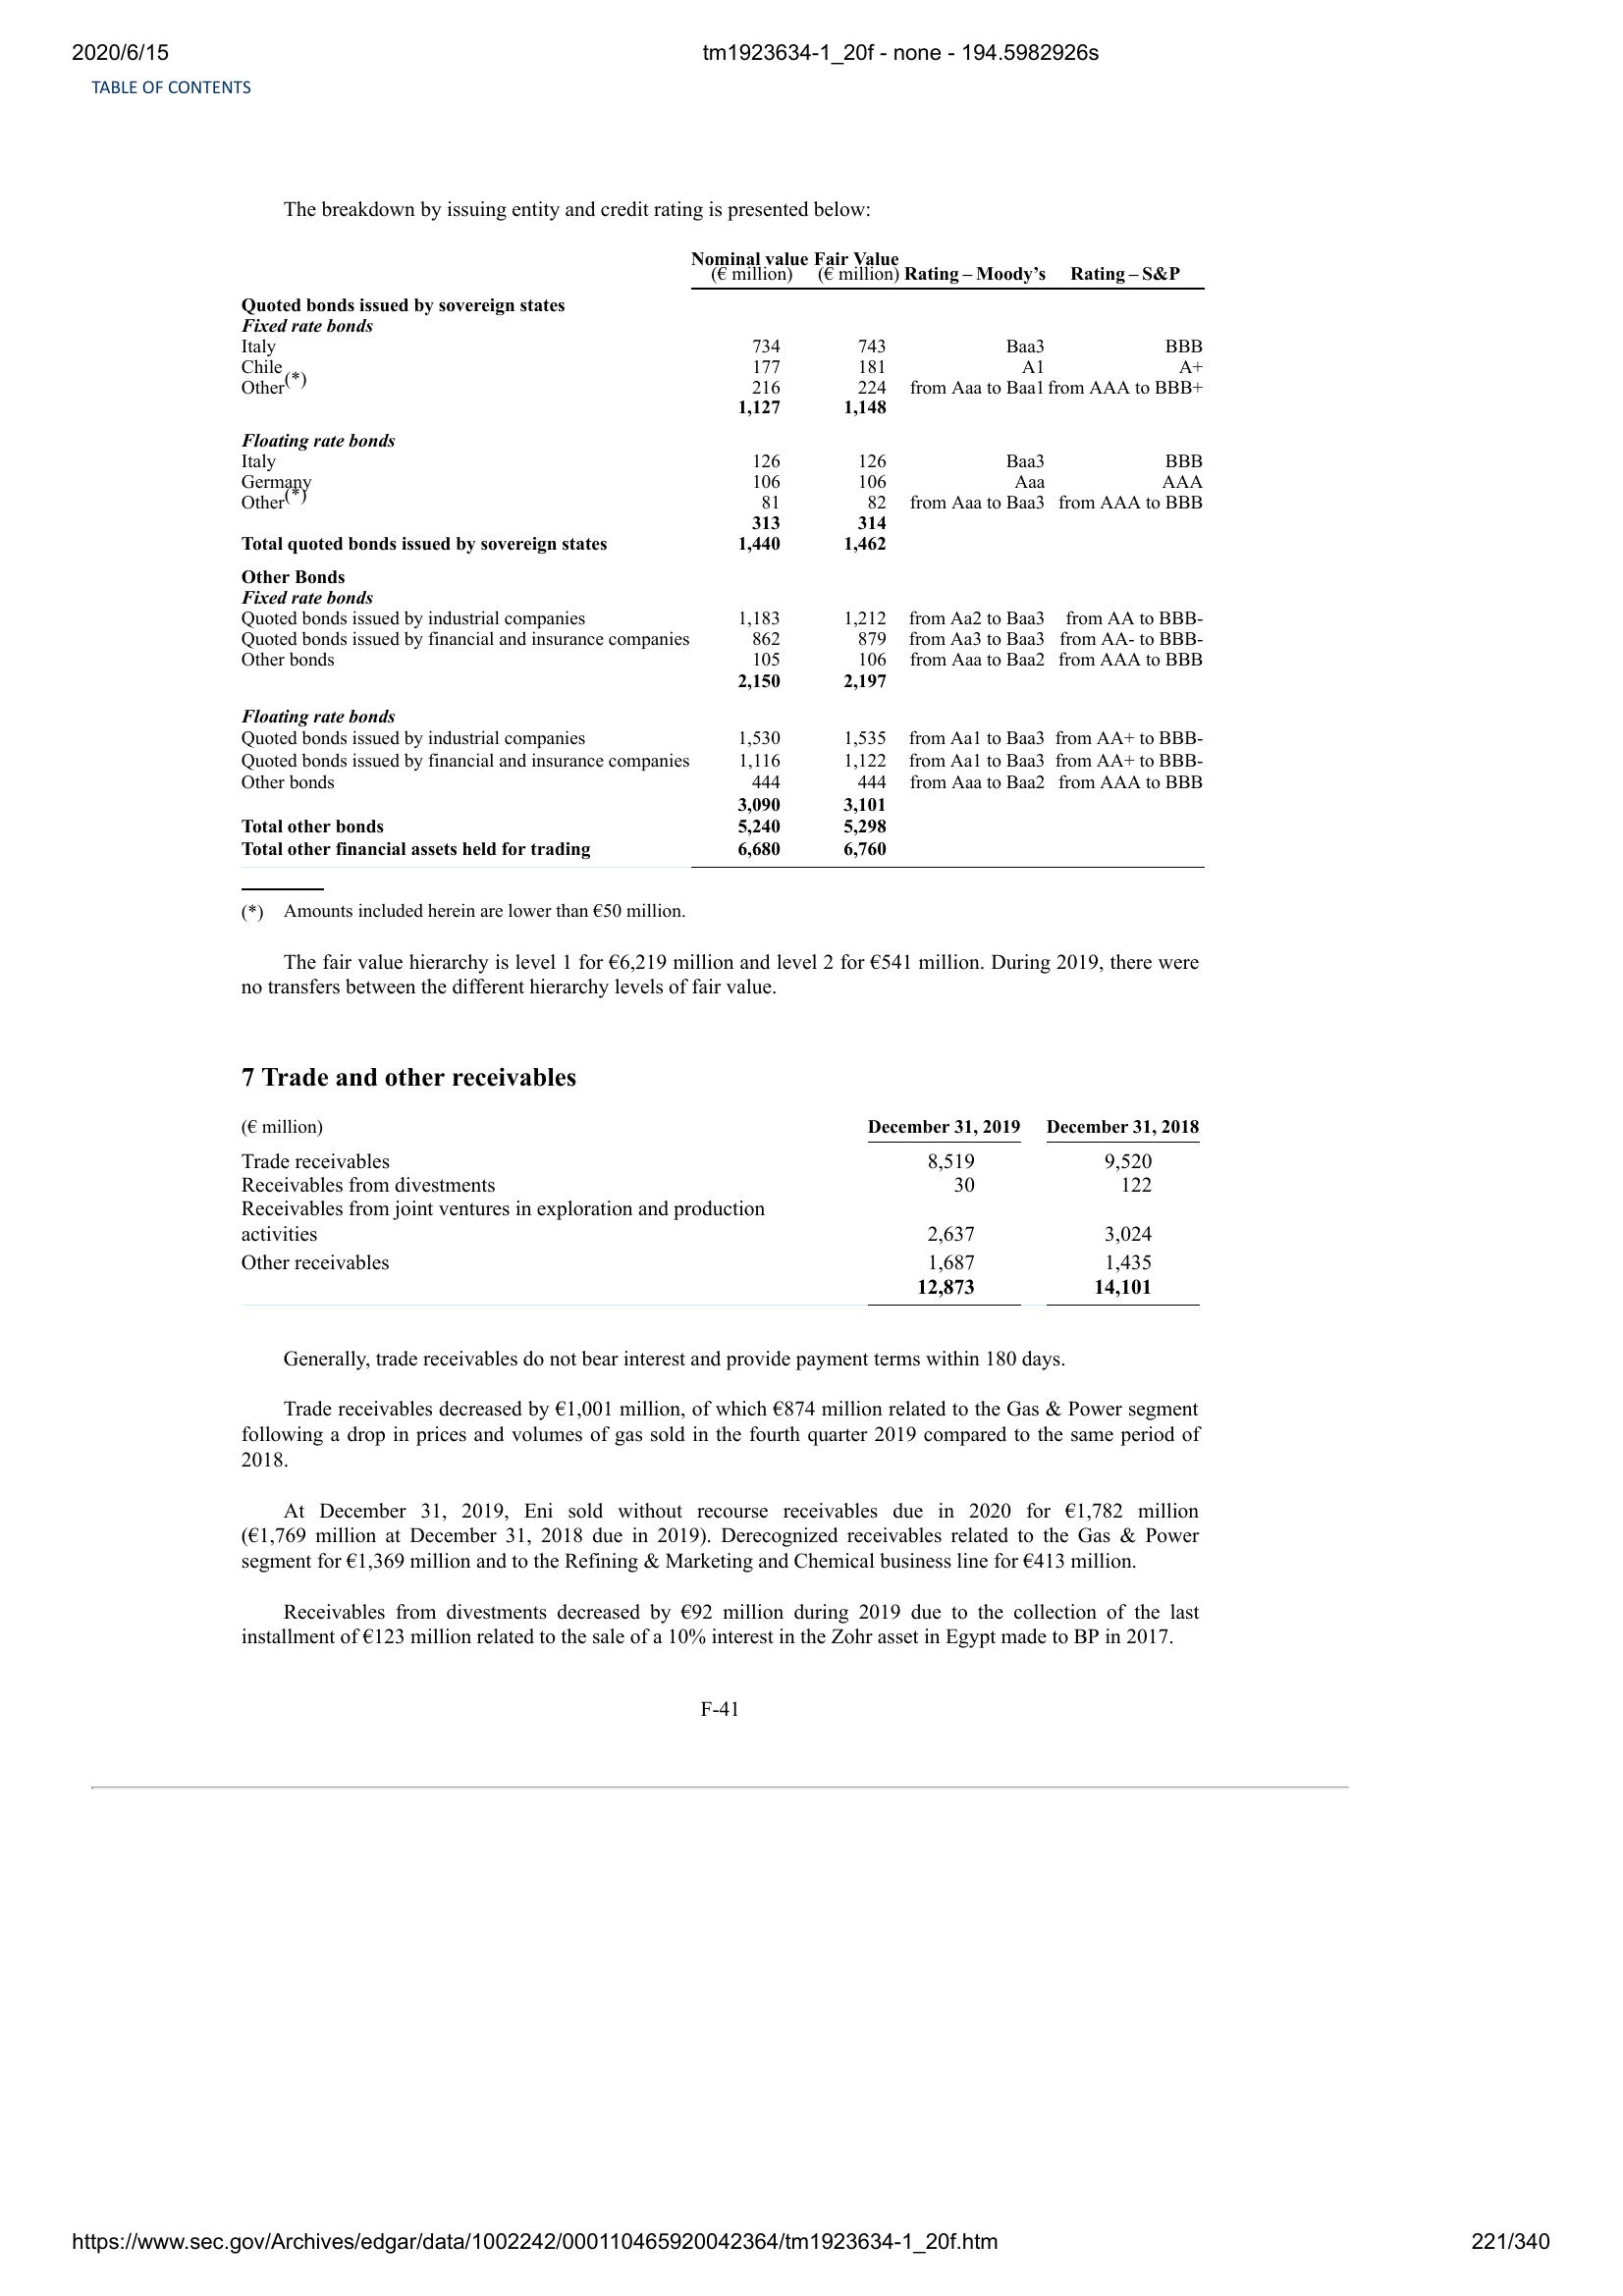 2020/6/15 tm1923634-1_20f - none - 194.5982926s
TABLE OF CONTENTS
The breakdown by issuing entity and credit rating is presented below:
Nominal value Fair Value
(€ million) (€ million) Rating – Moody’s Rating – S&P
Quoted bonds issued by sovereign states
Fixed rate bonds
Italy 734 743 Baa3 BBB
Chile 177 181 A1 A+
Other(*) 216 224 from Aaa to Baa1 from AAA to BBB+
1,127 1,148
Floating rate bonds
Italy 126 126 Baa3 BBB
Germany 106 106 Aaa AAA
Other(*) 81 82 from Aaa to Baa3 from AAA to BBB
313 314
Total quoted bonds issued by sovereign states 1,440 1,462
Other Bonds
Fixed rate bonds
Quoted bonds issued by industrial companies 1,183 1,212 from Aa2 to Baa3 from AA to BBB-
Quoted bonds issued by financial and insurance companies 862 879 from Aa3 to Baa3 from AA- to BBB-
Other bonds 105 106 from Aaa to Baa2 from AAA to BBB
2,150 2,197
Floating rate bonds
Quoted bonds issued by industrial companies 1,530 1,535 from Aa1 to Baa3 from AA+ to BBB-
Quoted bonds issued by financial and insurance companies 1,116 1,122 from Aa1 to Baa3 from AA+ to BBB-
Other bonds 444 444 from Aaa to Baa2 from AAA to BBB
3,090 3,101
Total other bonds 5,240 5,298
Total other financial assets held for trading 6,680 6,760
(*) Amounts included herein are lower than €50 million.
The fair value hierarchy is level 1 for €6,219 million and level 2 for €541 million. During 2019, there were
no transfers between the different hierarchy levels of fair value.
7 Trade and other receivables
(€ million) December 31, 2019 December 31, 2018
Trade receivables 8,519 9,520
Receivables from divestments 30 122
Receivables from joint ventures in exploration and production
activities 2,637 3,024
Other receivables 1,687 1,435
12,873 14,101
Generally, trade receivables do not bear interest and provide payment terms within 180 days.
Trade receivables decreased by €1,001 million, of which €874 million related to the Gas & Power segment
following a drop in prices and volumes of gas sold in the fourth quarter 2019 compared to the same period of
2018.
At December 31, 2019, Eni sold without recourse receivables due in 2020 for €1,782 million
(€1,769 million at December 31, 2018 due in 2019). Derecognized receivables related to the Gas & Power
segment for €1,369 million and to the Refining & Marketing and Chemical business line for €413 million.
Receivables from divestments decreased by €92 million during 2019 due to the collection of the last
installment of €123 million related to the sale of a 10% interest in the Zohr asset in Egypt made to BP in 2017.
F-41
https://www.sec.gov/Archives/edgar/data/1002242/000110465920042364/tm1923634-1_20f.htm 221/340